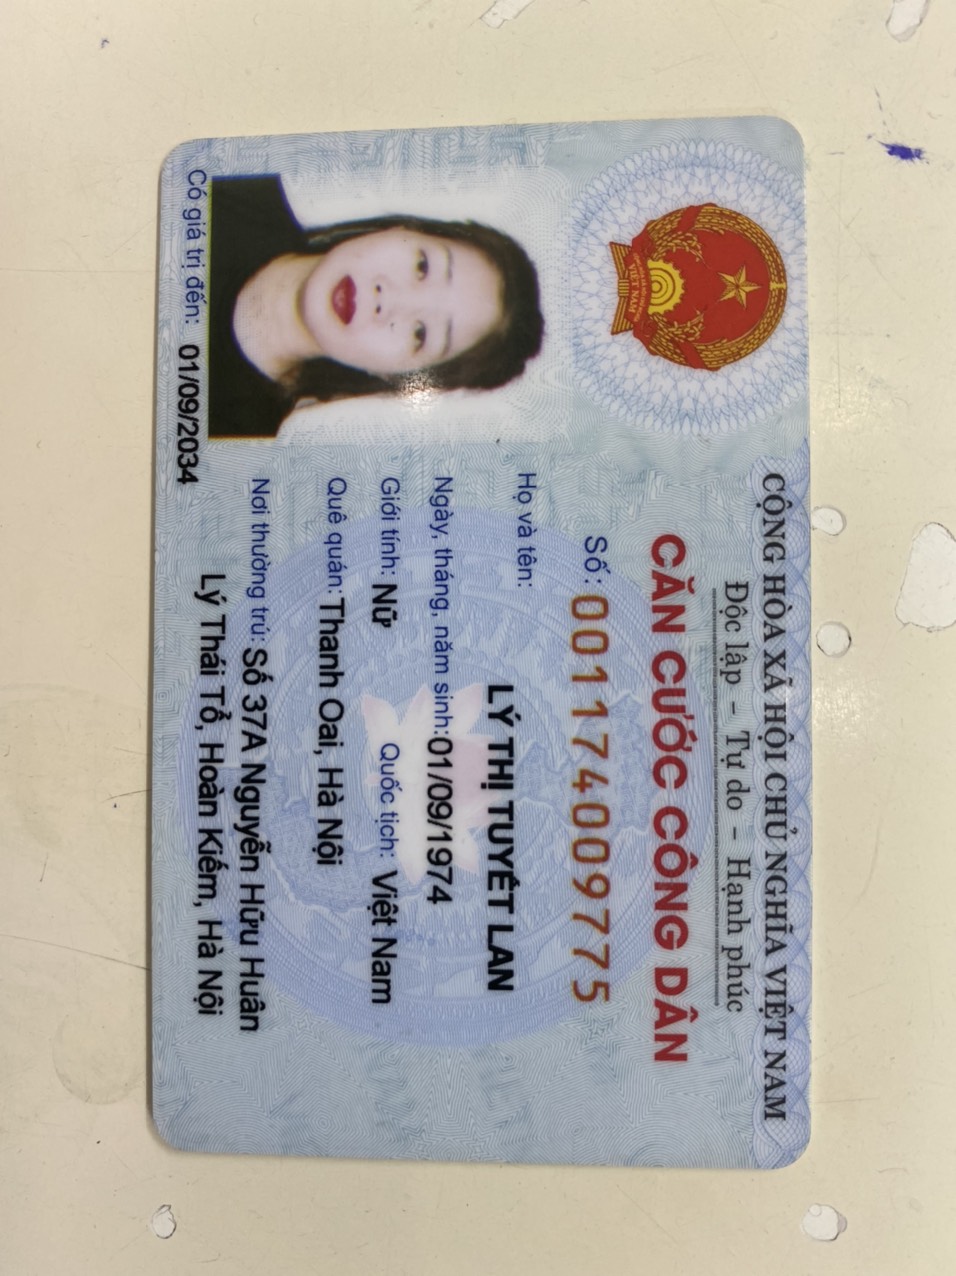 CỘNG HÒA XÃ HỘI CHỦ NGHĨA VIỆT NAM
Độc lập - Tự do - Hạnh phúc
CĂN CƯỚC CÔNG DÂN
Số: 001174009775
Họ và tên:
LÝ THỊ TUYẾT LAN
Ngày, tháng, năm sinh: 01/09/1974
Giới tính: Nữ Quốc tịch: Việt Nam
Quê quán: Thanh Oai, Hà Nội
Nơi thường trú: Số 37A Nguyễn Hữu Huân
Lý Thái Tổ, Hoàn Kiếm, Hà Nội
Có giá trị đến: 01/09/2034
VIỆT NAM